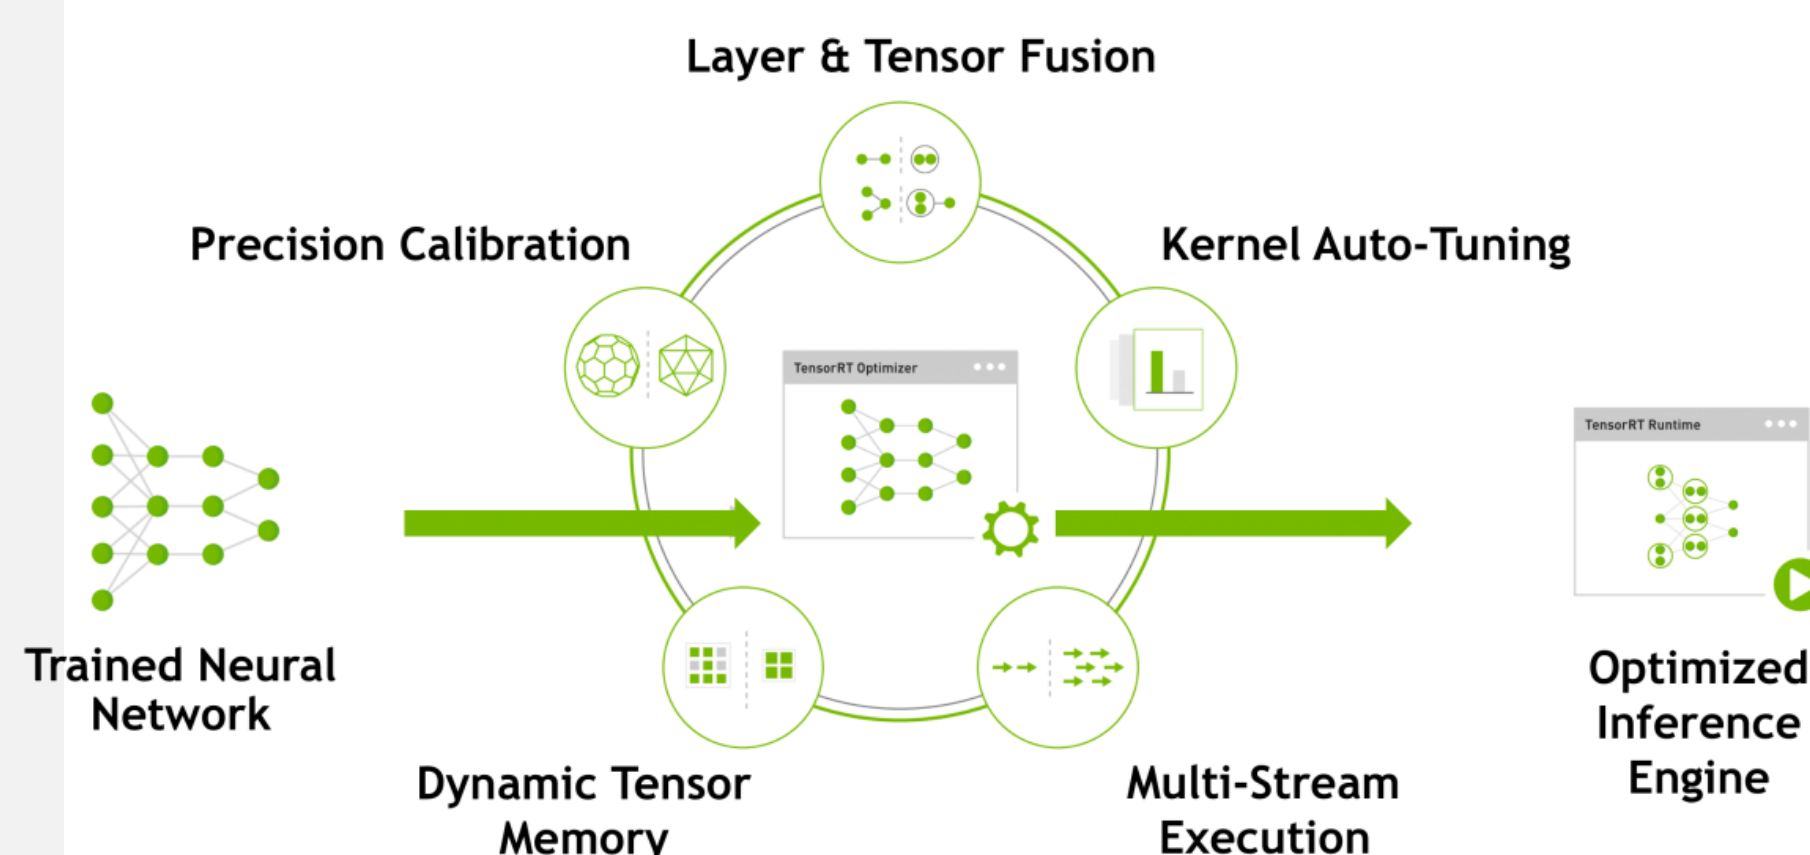 Layer & Tensor Fusion
Precision Calibration
Kernel Auto-Tuning
TensorRT Optimizer
TensorRT Runtime
Trained Neural
Network
Optimized
Inference
Engine
Dynamic Tensor
Memory
Multi-Stream
Execution